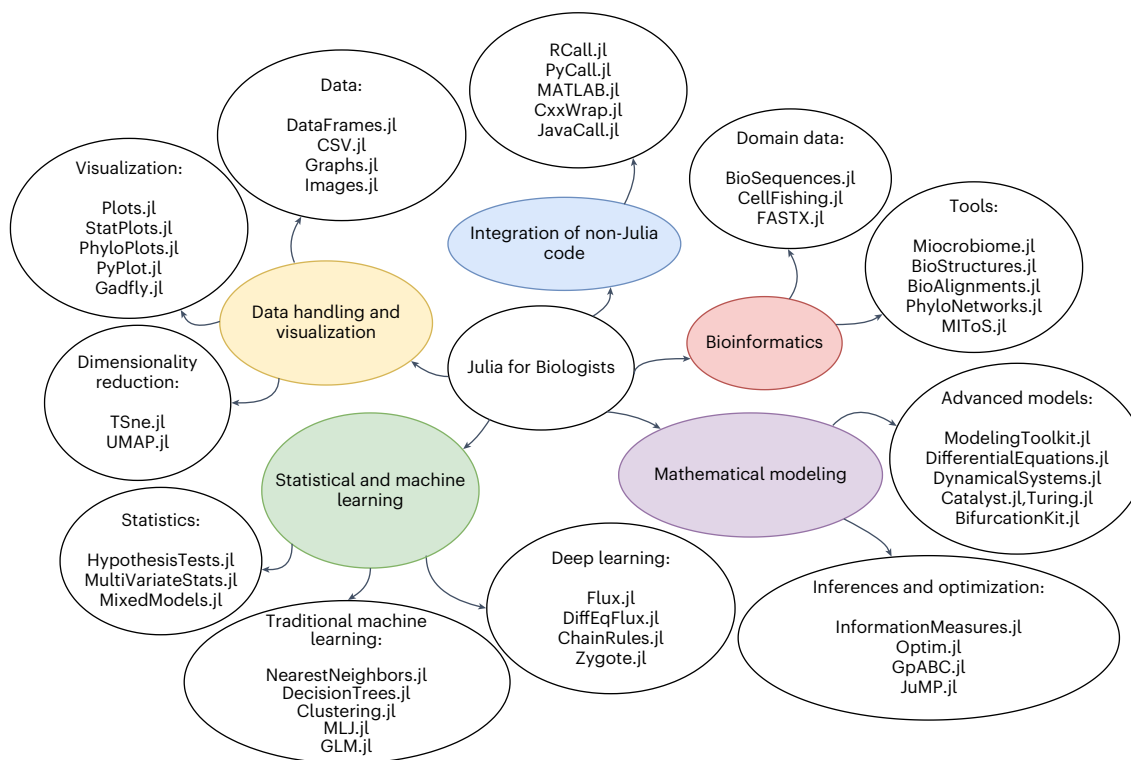 RCall.jl
PyCall.jl
MATLAB.jl
CxxWrap.jl
JavaCall.jl
Data:
DataFrames.jl
CSV.jl
Graphs.jl
Images.jl
Domain data:
BioSequences.jl
CellFishing.jl
FASTX.jl
Visualization:
Plots.jl
StatPlots.jl
PhyloPlots.jl
PyPlot.jl
Gadfly.jl
Tools:
Miocrobiome.jl
BioStructures.jl
BioAlignments.jl
PhyloNetworks.jl
MIToS.jl
Integration of non-Julia
code
Data handling and
visualization
Bioinformatics
Julia for Biologists
Dimensionality
reduction:
TSne.jl
UMAP.jl
Advanced models:
ModelingToolkit.jl
DifferentialEquations.jl
DynamicalSystems.jl
Catalyst.jl,Turing.jl
BifurcationKit.jl
Statistical and machine
learning
Mathematical modeling
Statistics:
HypothesisTests.jl
MultiVariateStats.jl
MixedModels.jl
Deep learning:
Flux.jl
DiffEqFlux.jl
ChainRules.jl
Zygote.jl
Inferences and optimization:
InformationMeasures.jl
Optim.jl
GpABC.jl
JuMP.jl
Traditional machine
learning:
NearestNeighbors.jl
DecisionTrees.jl
Clustering.jl
MLJ.jl
GLM.jl